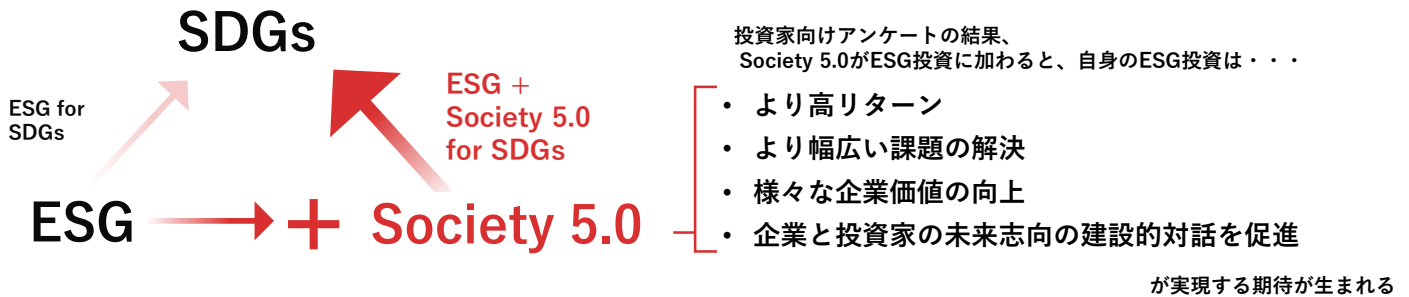 SDGs
ESG for
SDGs
ESG +
Society 5.0
for SDGs
ESG
+ Society 5.0
投資家向けアンケートの結果、
Society 5.0がESG投資に加わると、自身のESG投資は・・・
• より高リターン
• より幅広い課題の解決
• 様々な企業価値の向上
• 企業と投資家の未来志向の建設的対話を促進
が実現する期待が生まれる